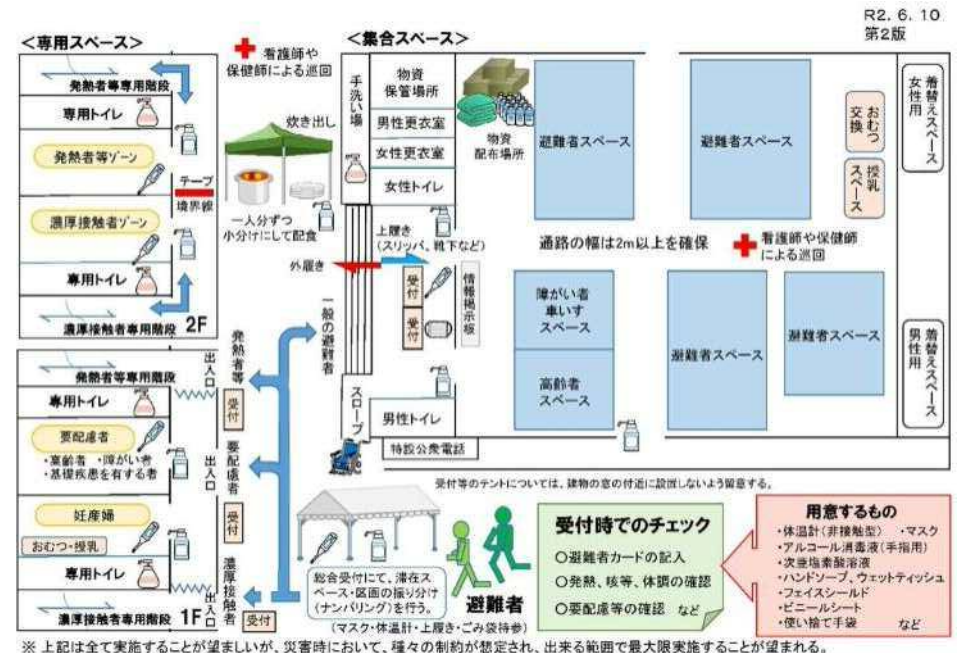 R2. 6. 10
第2版
＜専用スペース＞
発熱者等専用階段
専用トイレ
発熱者等ゾーン
テープ
境界線
濃厚接触者ゾーン
専用トイレ
濃厚接触者専用階段
2F
看護師や
保健師による巡回
炊き出し
一人分ずつ
小分けにして配食
＜集合スペース＞
手洗い場
物資
保管場所
男性更衣室
女性更衣室
女性トイレ
物資
配布場所
避難者スペース
避難者スペース
おむつ
交換
授乳
スペース
着替えスペース
女性用
上履き
(スリッパ、靴下など)
外履き
通路の幅は2m以上を確保
看護師や保健師
による巡回
受付
受付
情報掲示板
障がい者
車いす
スペース
高齢者
スペース
避難者スペース
避難者スペース
着替えスペース
男性用
一般の避難者
スロープ
男性トイレ
特設公衆電話
発熱者等専用階段
専用トイレ
要配慮者
・高齢者 ・障がい者
・基礎疾患を有する者
妊産婦
おむつ・授乳
専用トイレ
濃厚接触者専用階段
1F
出入口
出入口
出入口
発熱者等
受付
要配慮者
受付
濃厚接触者
受付
受付等のテントについては、建物の窓の付近に設置しないよう留意する。
総合受付にて、滞在ス
ペース・区画の振り分け
(ナンバリング)を行う。
(マスク・体温計・上履き・ごみ袋持参)
避難者
受付時でのチェック
○避難者カードの記入
○発熱、咳等、体調の確認
○要配慮等の確認 など
用意するもの
・体温計(非接触型) ・マスク
・アルコール消毒液(手指用)
・次亜塩素酸溶液
・ハンドソープ、ウェットティッシュ
・フェイスシールド
・ビニールシート
・使い捨て手袋 など
※ 上記は全て実施することが望ましいが、災害時において、種々の制約が想定され、出来る範囲で最大限実施することが望まれる。